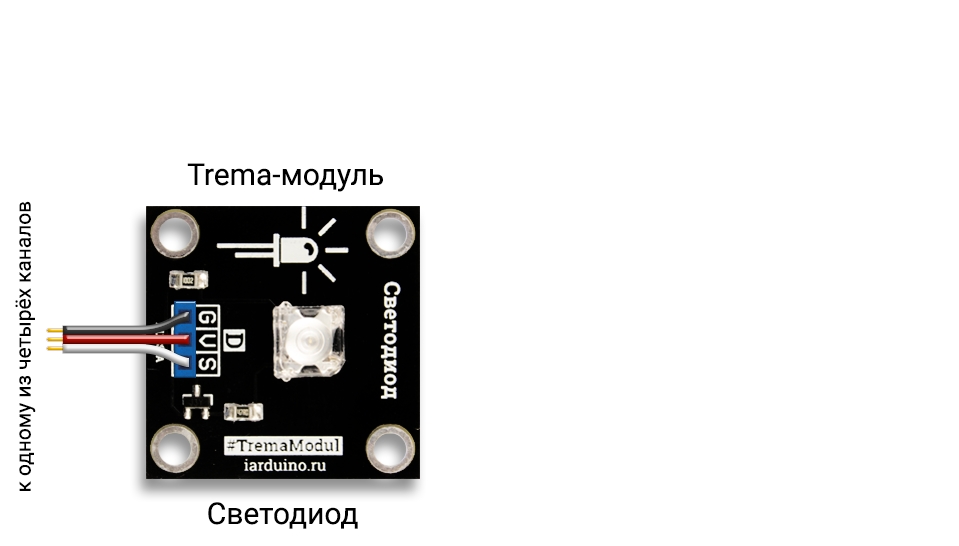 Trema-модуль
к одному из четырёх каналов
Светодиод
G
V
S
D
#TremaModul
iarduino.ru
Светодиод